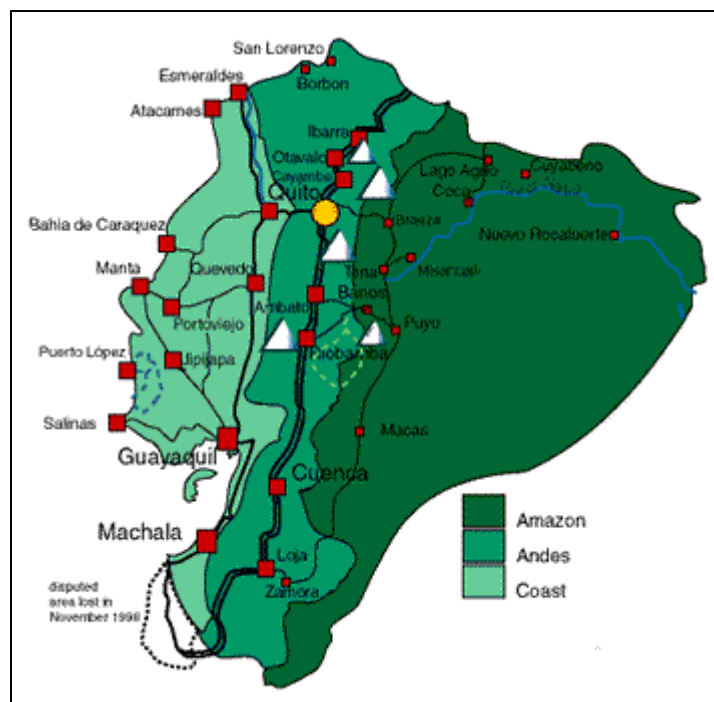 San Lorenzo
Esmeraldes
Borbon
Atacames
Ibarra
Otavalo
Cayambe
Lago Agrio
Cuyabeno
Coca
Quito
Baeza
Bahia de Caraquez
Nuevo Rocafuerte
Manta
Quevedo
Tena
Misahualli
Ambato
Banos
Portoviejo
Puyo
Puerto López
Jipijapa
Riobamba
Salinas
Macas
Guayaquil
Cuenca
Machala
Amazon
Andes
Coast
Loja
Zamora
disputed
area lost in
November 1998